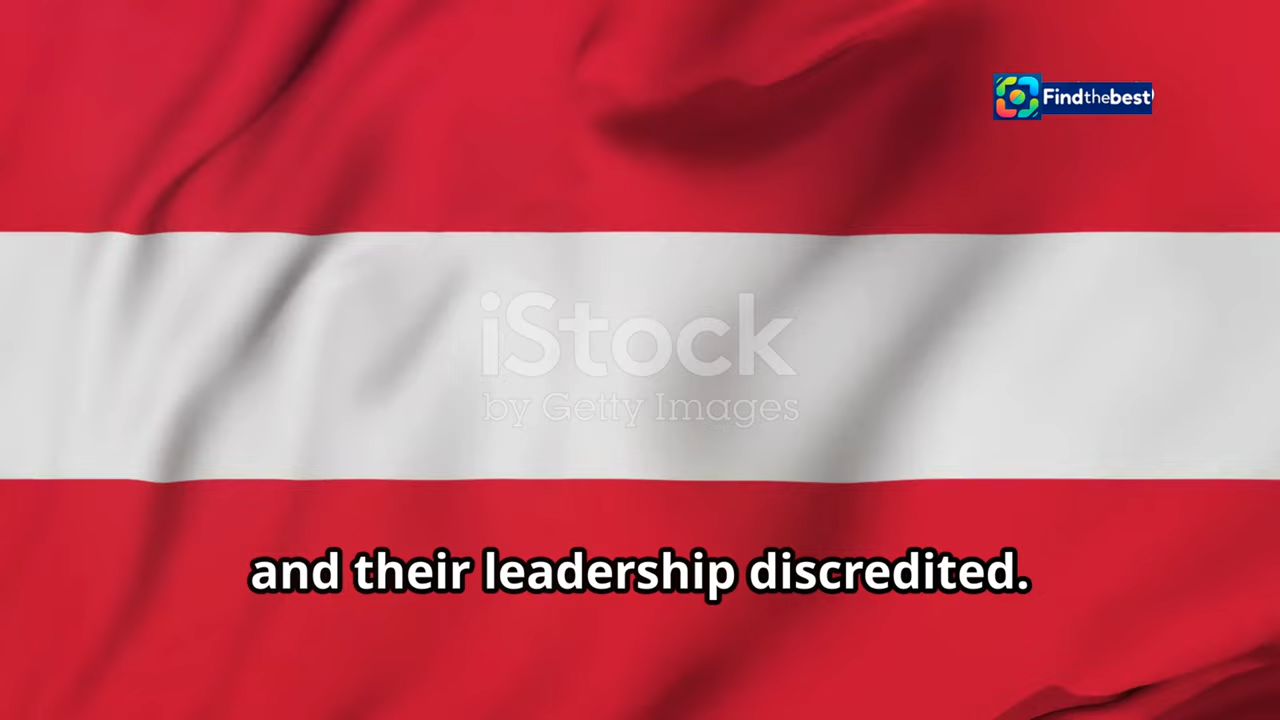 Findthebest
iStock
by Getty Images
and their leadership discredited.